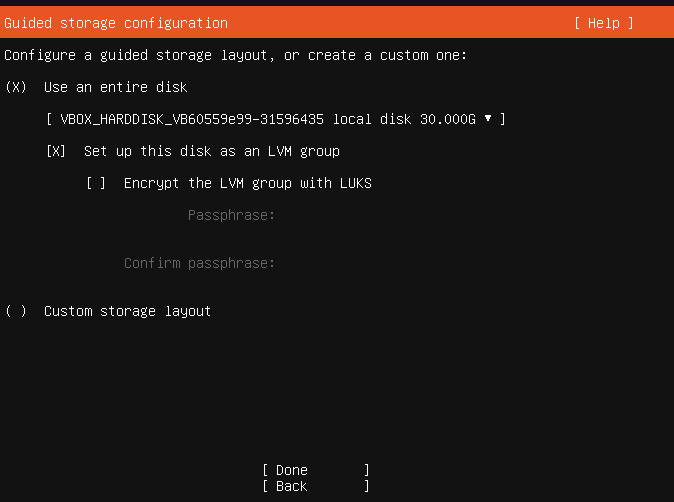 Guided storage configuration [ Help ]
Configure a guided storage layout, or create a custom one:
(X) Use an entire disk
[ VBOX_HARDDISK_VB60559e99-31596435 local disk 30.000G ▼ ]
[X] Set up this disk as an LVM group
[ ] Encrypt the LVM group with LUKS
Passphrase:
Confirm passphrase:
( ) Custom storage layout
[ Done ]
[ Back ]